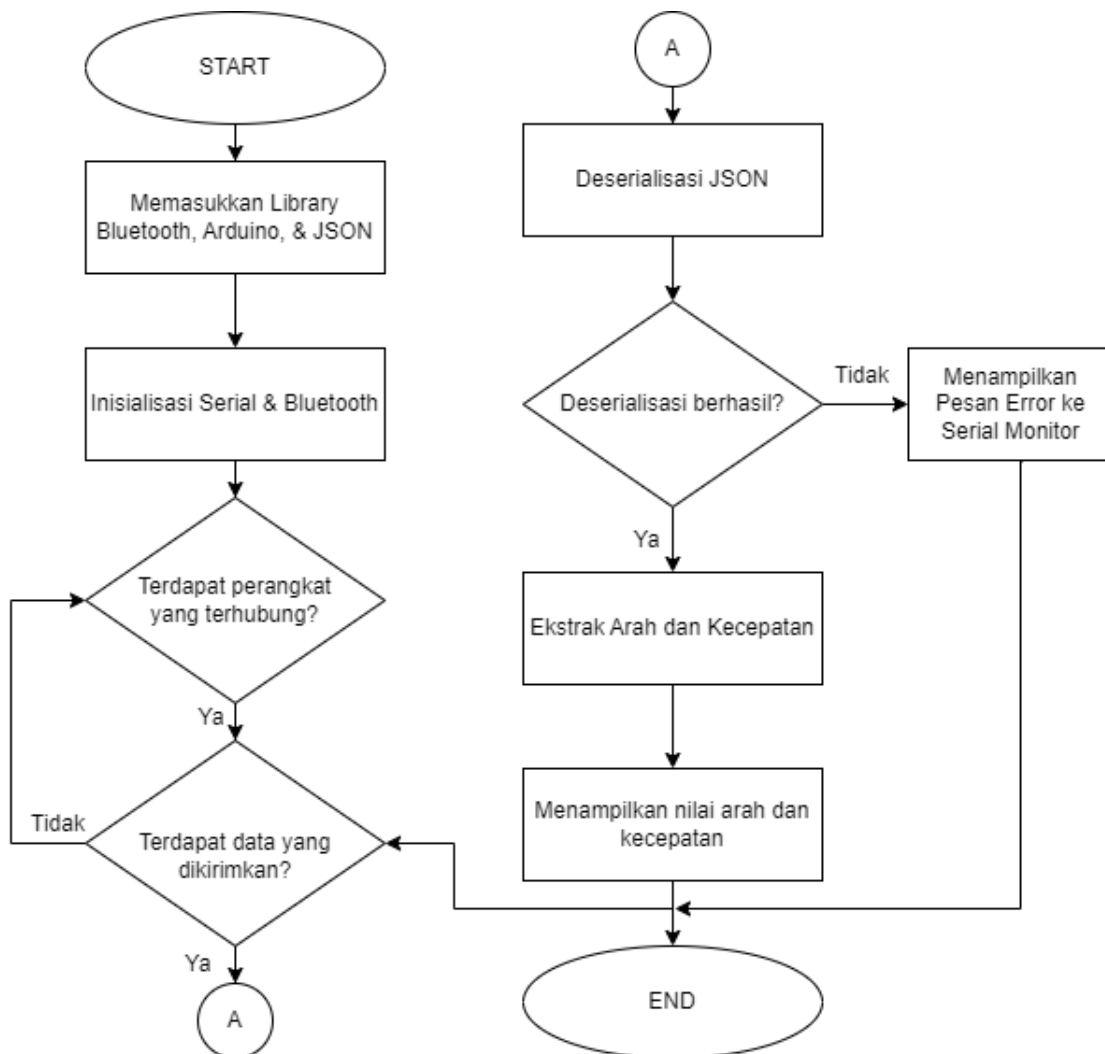 START
Memasukkan Library
Bluetooth, Arduino, & JSON
Inisialisasi Serial & Bluetooth
Terdapat perangkat
yang terhubung?
Ya
Terdapat data yang
dikirimkan?
Tidak
Ya
A
A
Deserialisasi JSON
Deserialisasi berhasil?
Tidak
Menampilkan
Pesan Error ke
Serial Monitor
Ya
Ekstrak Arah dan Kecepatan
Menampilkan nilai arah dan
kecepatan
END